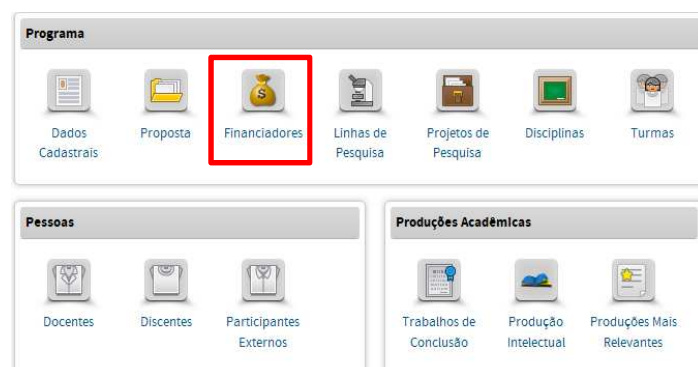 Programa
Dados Cadastrais
Proposta
Financiadores
Linhas de Pesquisa
Projetos de Pesquisa
Disciplinas
Turmas
Pessoas
Docentes
Discentes
Participantes Externos
Produções Acadêmicas
Trabalhos de Conclusão
Produção Intelectual
Produções Mais Relevantes